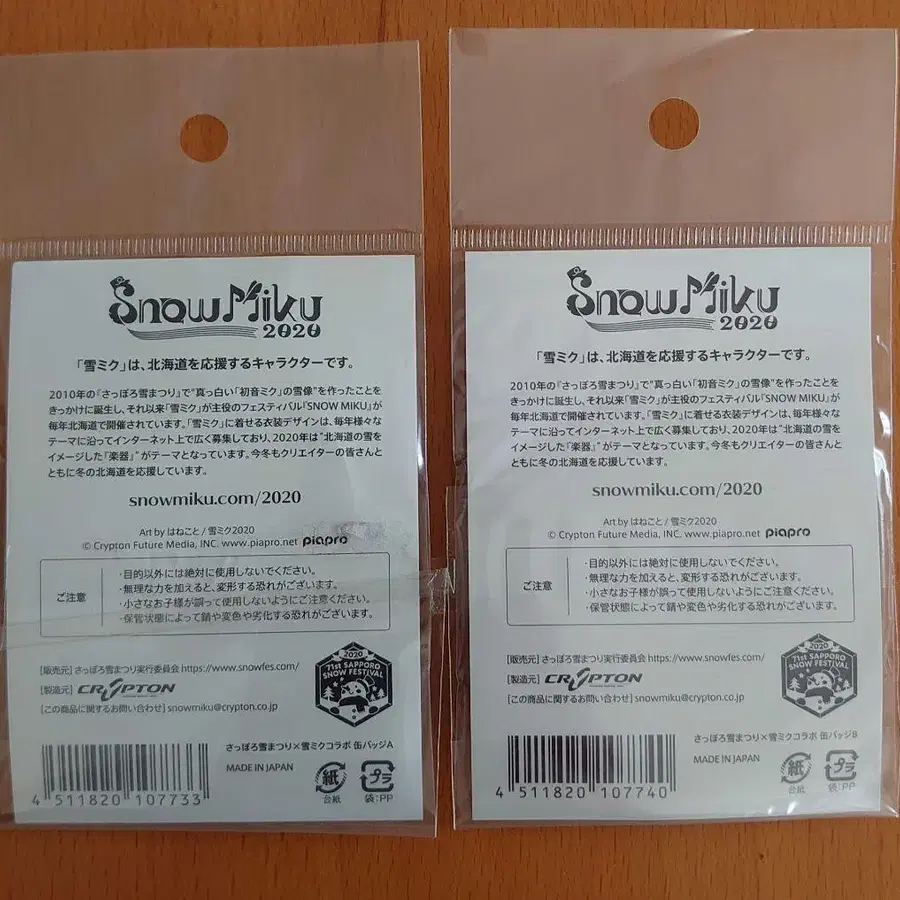 Snow Miku
2020
「雪ミク」は、北海道を応援するキャラクターです。
2010年の『さっぽろ雪まつり』で"真っ白い「初音ミク」の雪像"を作ったことを
きっかけに誕生し、それ以来「雪ミク」が主役のフェスティバル『SNOW MIKU』が
毎年北海道で開催されています。「雪ミク」に着せる衣装デザインは、毎年様々な
テーマに沿ってインターネット上で広く募集しており、2020年は"北海道の雪を
イメージした『楽器』"がテーマとなっています。今冬もクリエイターの皆さんと
ともに冬の北海道を応援しています。
snowmiku.com/2020
Art by はねこと / 雪ミク2020
© Crypton Future Media, INC. www.piapro.net piapro
ご注意
・目的以外には絶対に使用しないでください。
・無理な力を加えると、変形する恐れがございます。
・小さなお子様が誤って使用しないようにご注意ください。
・保管状態によって錆や変色や劣化する恐れがございます。
[販売元] さっぽろ雪まつり実行委員会 https://www.snowfes.com/
[製造元] CRYPTON
[この商品に関するお問い合わせ] snowmiku@crypton.co.jp
2020
71st SAPPORO
SNOW FESTIVAL
さっぽろ雪まつり×雪ミクコラボ 缶バッジA
MADE IN JAPAN
紙
台紙
プラ
袋:PP
4 511820 107733
Snow Miku
2020
「雪ミク」は、北海道を応援するキャラクターです。
2010年の『さっぽろ雪まつり』で"真っ白い「初音ミク」の雪像"を作ったことを
きっかけに誕生し、それ以来「雪ミク」が主役のフェスティバル『SNOW MIKU』が
毎年北海道で開催されています。「雪ミク」に着せる衣装デザインは、毎年様々な
テーマに沿ってインターネット上で広く募集しており、2020年は"北海道の雪を
イメージした『楽器』"がテーマとなっています。今冬もクリエイターの皆さんと
ともに冬の北海道を応援しています。
snowmiku.com/2020
Art by はねこと / 雪ミク2020
© Crypton Future Media, INC. www.piapro.net piapro
ご注意
・目的以外には絶対に使用しないでください。
・無理な力を加えると、変形する恐れがございます。
・小さなお子様が誤って使用しないようにご注意ください。
・保管状態によって錆や変色や劣化する恐れがございます。
[販売元] さっぽろ雪まつり実行委員会 https://www.snowfes.com/
[製造元] CRYPTON
[この商品に関するお問い合わせ] snowmiku@crypton.co.jp
2020
71st SAPPORO
SNOW FESTIVAL
さっぽろ雪まつり×雪ミクコラボ 缶バッジB
MADE IN JAPAN
紙
台紙
プラ
袋:PP
4 511820 107740